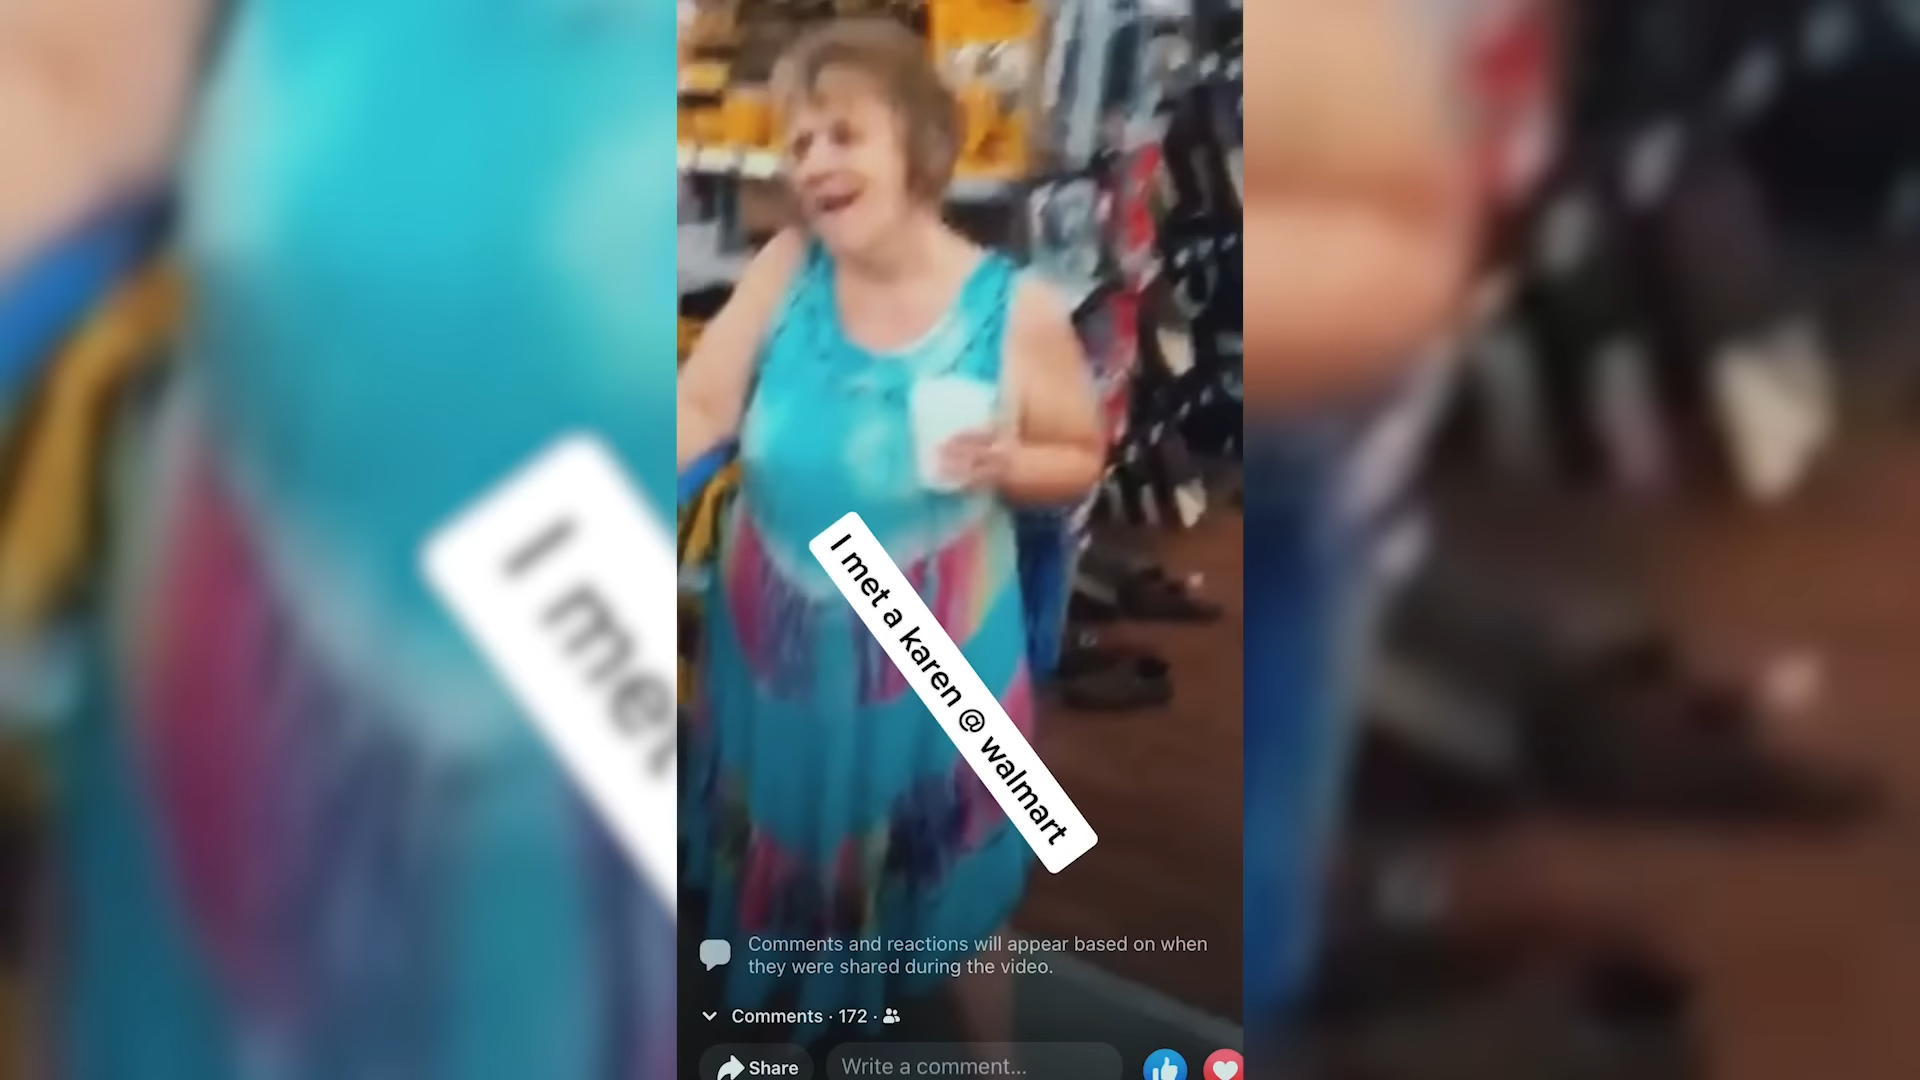 I met
I met a karen @ walmart
Comments and reactions will appear based on when
they were shared during the video.
Comments · 172 ·
Share
Write a comment...